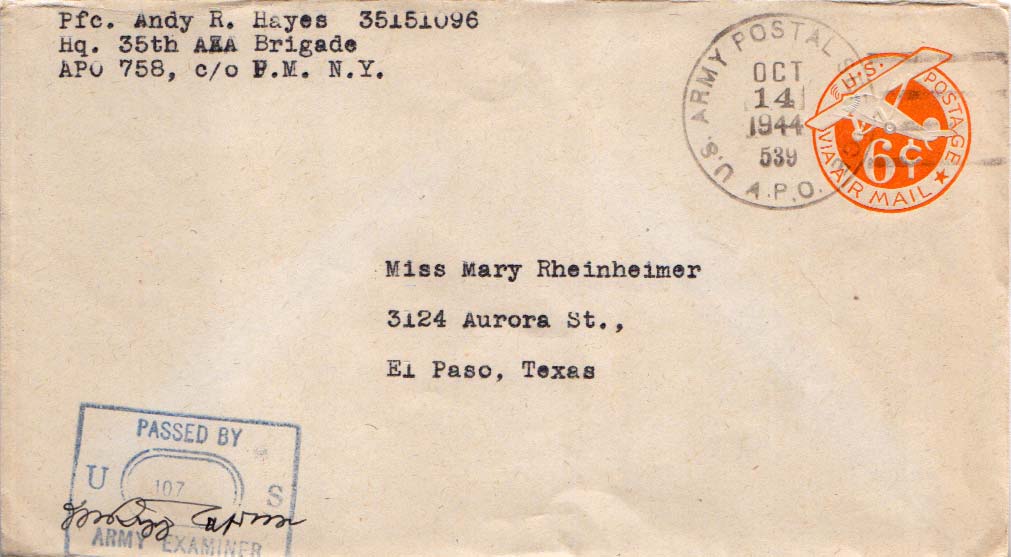 Pfc. Andy R. Hayes 35151096
Hq. 35th AAA Brigade
APO 758, c/o P.M. N.Y.
U.S. ARMY POSTAL
OCT
14
1944
539
A.P.O.
U.S. POSTAGE
6¢
VIA AIR MAIL
Miss Mary Rheinheimer
3124 Aurora St.,
El Paso, Texas
PASSED BY
U S
107
ARMY EXAMINER